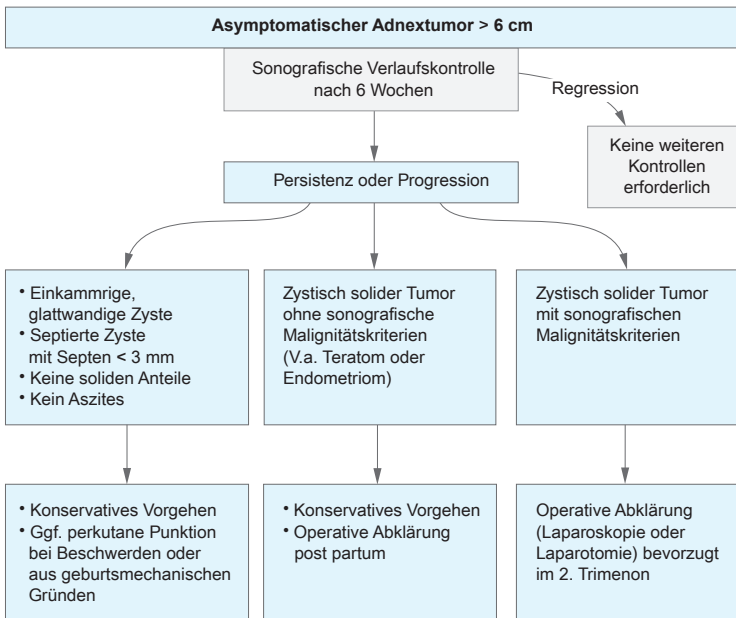 Asymptomatischer Adnextumor > 6 cm
Sonografische Verlaufskontrolle
nach 6 Wochen
Regression
Keine weiteren
Kontrollen
erforderlich
Persistenz oder Progression
• Einkammrige,
glattwandige Zyste
• Septierte Zyste
mit Septen < 3 mm
• Keine soliden Anteile
• Kein Aszites
Zystisch solider Tumor
ohne sonografische
Malignitätskriterien
(V.a. Teratom oder
Endometriom)
Zystisch solider Tumor
mit sonografischen
Malignitätskriterien
• Konservatives Vorgehen
• Ggf. perkutane Punktion
bei Beschwerden oder
aus geburtsmechanischen
Gründen
• Konservatives Vorgehen
• Operative Abklärung
post partum
Operative Abklärung
(Laparoskopie oder
Laparotomie) bevorzugt
im 2. Trimenon